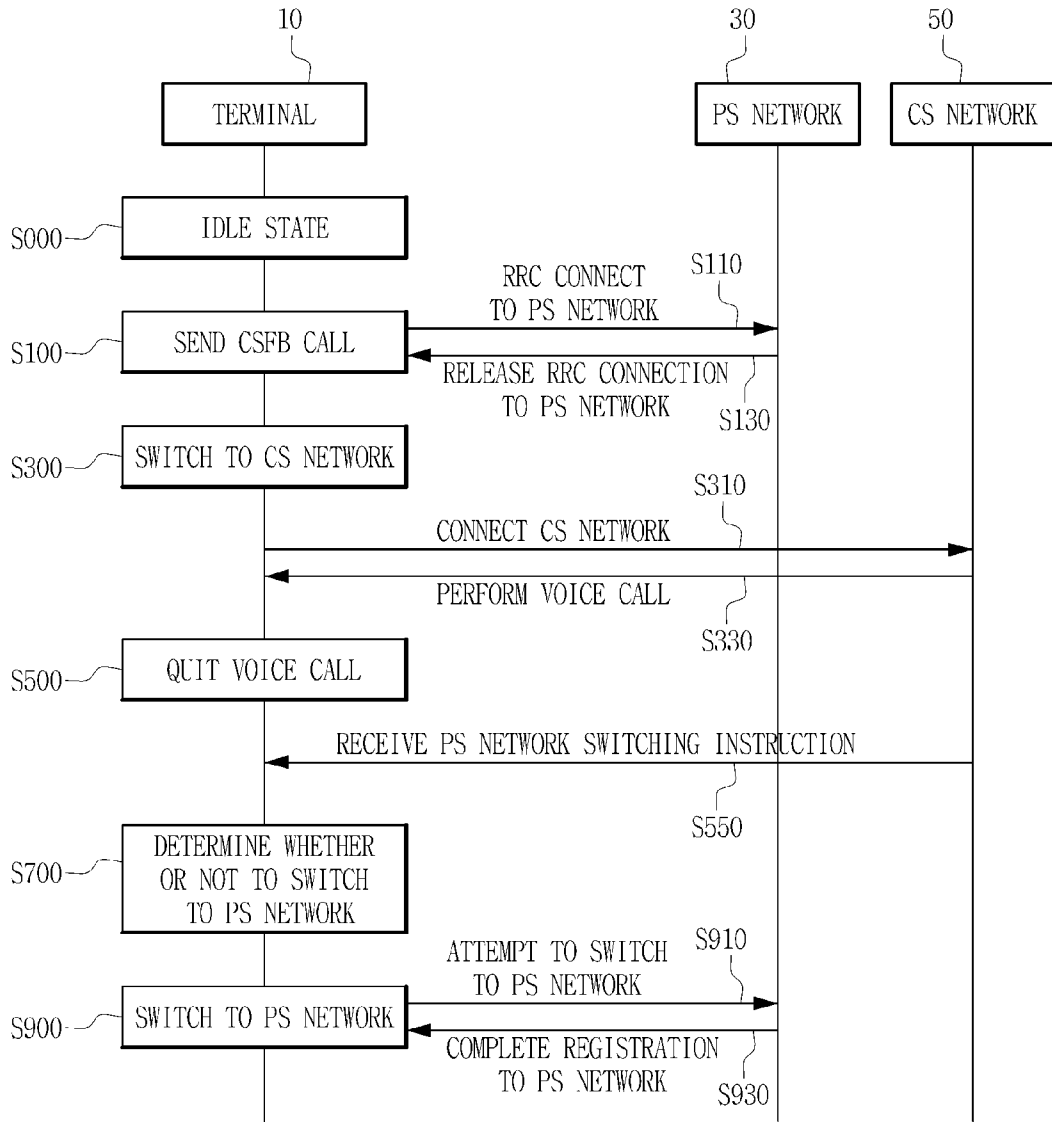 10
30
50
TERMINAL
PS NETWORK
CS NETWORK
S000
IDLE STATE
S110
RRC CONNECT
TO PS NETWORK
S100
SEND CSFB CALL
RELEASE RRC CONNECTION
TO PS NETWORK
S130
S300
SWITCH TO CS NETWORK
S310
CONNECT CS NETWORK
PERFORM VOICE CALL
S330
S500
QUIT VOICE CALL
RECEIVE PS NETWORK SWITCHING INSTRUCTION
S550
S700
DETERMINE WHETHER
OR NOT TO SWITCH
TO PS NETWORK
S910
ATTEMPT TO SWITCH
TO PS NETWORK
S900
SWITCH TO PS NETWORK
COMPLETE REGISTRATION
TO PS NETWORK
S930